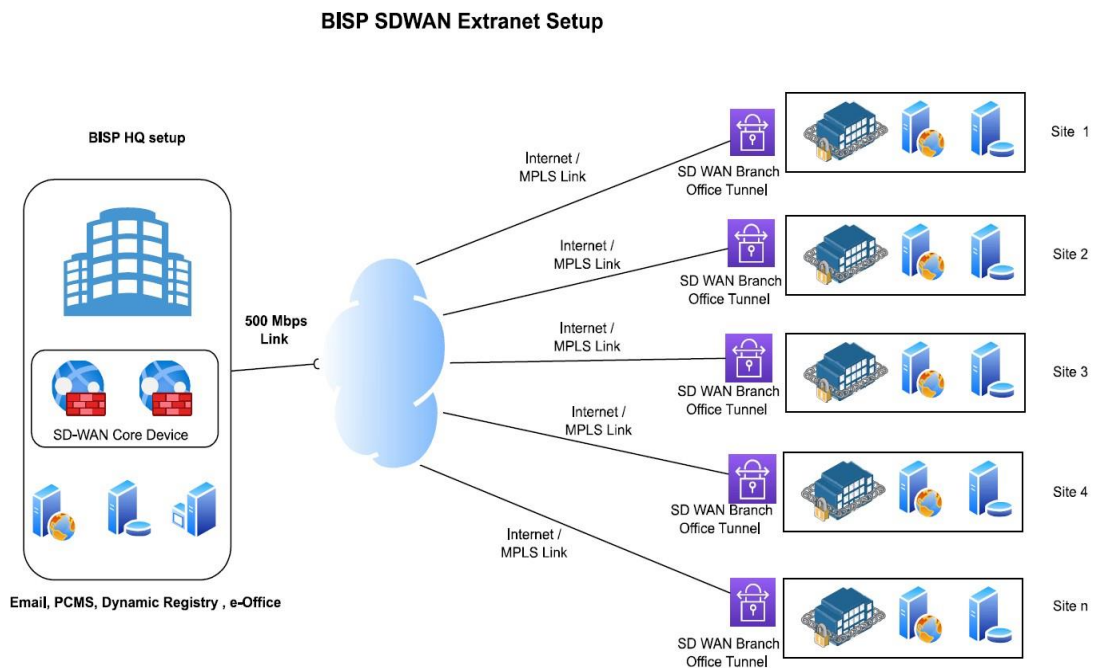 BISP SDWAN Extranet Setup
BISP HQ setup
500 Mbps
Link
SD-WAN Core Device
Email, PCMS, Dynamic Registry , e-Office
Internet /
MPLS Link
SD WAN Branch
Office Tunnel
Site 1
Internet /
MPLS Link
SD WAN Branch
Office Tunnel
Site 2
Internet /
MPLS Link
SD WAN Branch
Office Tunnel
Site 3
Internet /
MPLS Link
SD WAN Branch
Office Tunnel
Site 4
Internet /
MPLS Link
SD WAN Branch
Office Tunnel
Site n